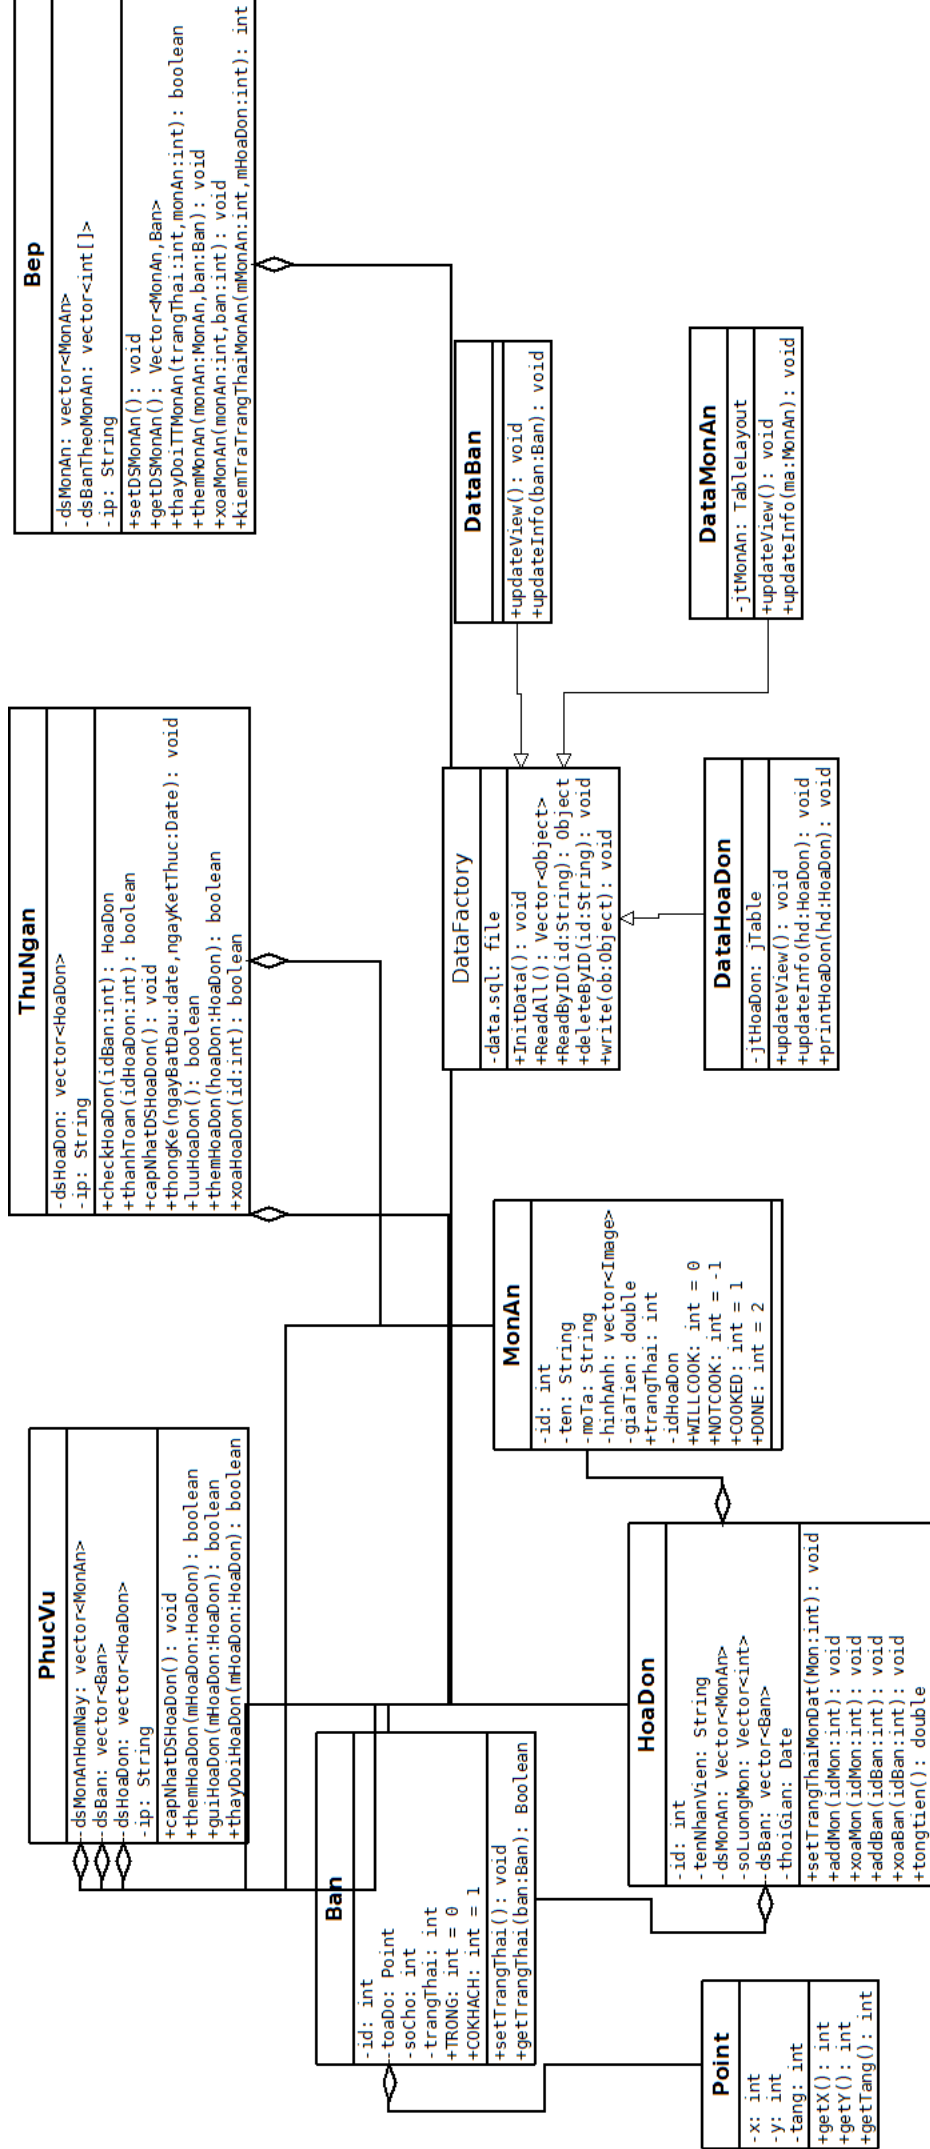 PhucVu
-dsMonAnHomNay: vector<MonAn>
-dsBan: vector<Ban>
-dsHoaDon: vector<HoaDon>
-ip: String
+capNhatDSHoaDon(): void
+themHoaDon(mHoaDon:HoaDon): boolean
+guiHoaDon(mHoaDon:HoaDon): boolean
+thayDoiHoaDon(mHoaDon:HoaDon): boolean
ThuNgan
-dsHoaDon: vector<HoaDon>
-ip: String
+checkHoaDon(idBan:int): HoaDon
+thanhToan(idHoaDon:int): boolean
+capNhatDSHoaDon(): void
+thongKe(ngayBatDau:date,ngayKetThuc:Date): void
+luuHoaDon(): boolean
+themHoaDon(hoaDon:HoaDon): boolean
+xoaHoaDon(id:int): boolean
Bep
-dsMonAn: vector<MonAn>
-dsBanTheoMonAn: vector<int[]>
-ip: String
+setDSMonAn(): void
+getDSMonAn(): Vector<MonAn,Ban>
+thayDoiTTMonAn(trangThai:int,monAn:int): boolean
+themMonAn(monAn:MonAn,ban:Ban): void
+xoaMonAn(monAn:int,ban:int): void
+kiemTraTrangThaiMonAn(mMonAn:int,mHoaDon:int): int
Ban
-id: int
-toaDo: Point
-soCho: int
-trangThai: int
+TRONG: int = 0
+COKHACH: int = 1
+setTrangThai(): void
+getTrangThai(ban:Ban): Boolean
MonAn
-id: int
-ten: String
-moTa: String
-hinhAnh: vector<Image>
-giaTien: double
+trangThai: int
-idHoaDon
+WILLCOOK: int = 0
+NOTCOOK: int = -1
+COOKED: int = 1
+DONE: int = 2
DataFactory
-data.sql: file
+InitData(): void
+ReadAll(): Vector<Object>
+ReadByID(id:String): Object
+deleteByID(id:String): void
+write(ob:Object): void
DataBan
+updateView(): void
+updateInfo(ban:Ban): void
Point
-x: int
-y: int
-tang: int
+getX(): int
+getY(): int
+getTang(): int
HoaDon
-id: int
-tenNhanVien: String
-dsMonAn: Vector<MonAn>
-soLuongMon: Vector<int>
-dsBan: vector<Ban>
-thoiGian: Date
+setTrangThaiMonDat(Mon:int): void
+addMon(idMon:int): void
+xoaMon(idMon:int): void
+addBan(idBan:int): void
+xoaBan(idBan:int): void
+tongtien(): double
DataHoaDon
-jtHoaDon: jTable
+updateView(): void
+updateInfo(hd:HoaDon): void
+printHoaDon(hd:HoaDon): void
DataMonAn
-jtMonAn: TableLayout
+updateView(): void
+updateInfo(ma:MonAn): void